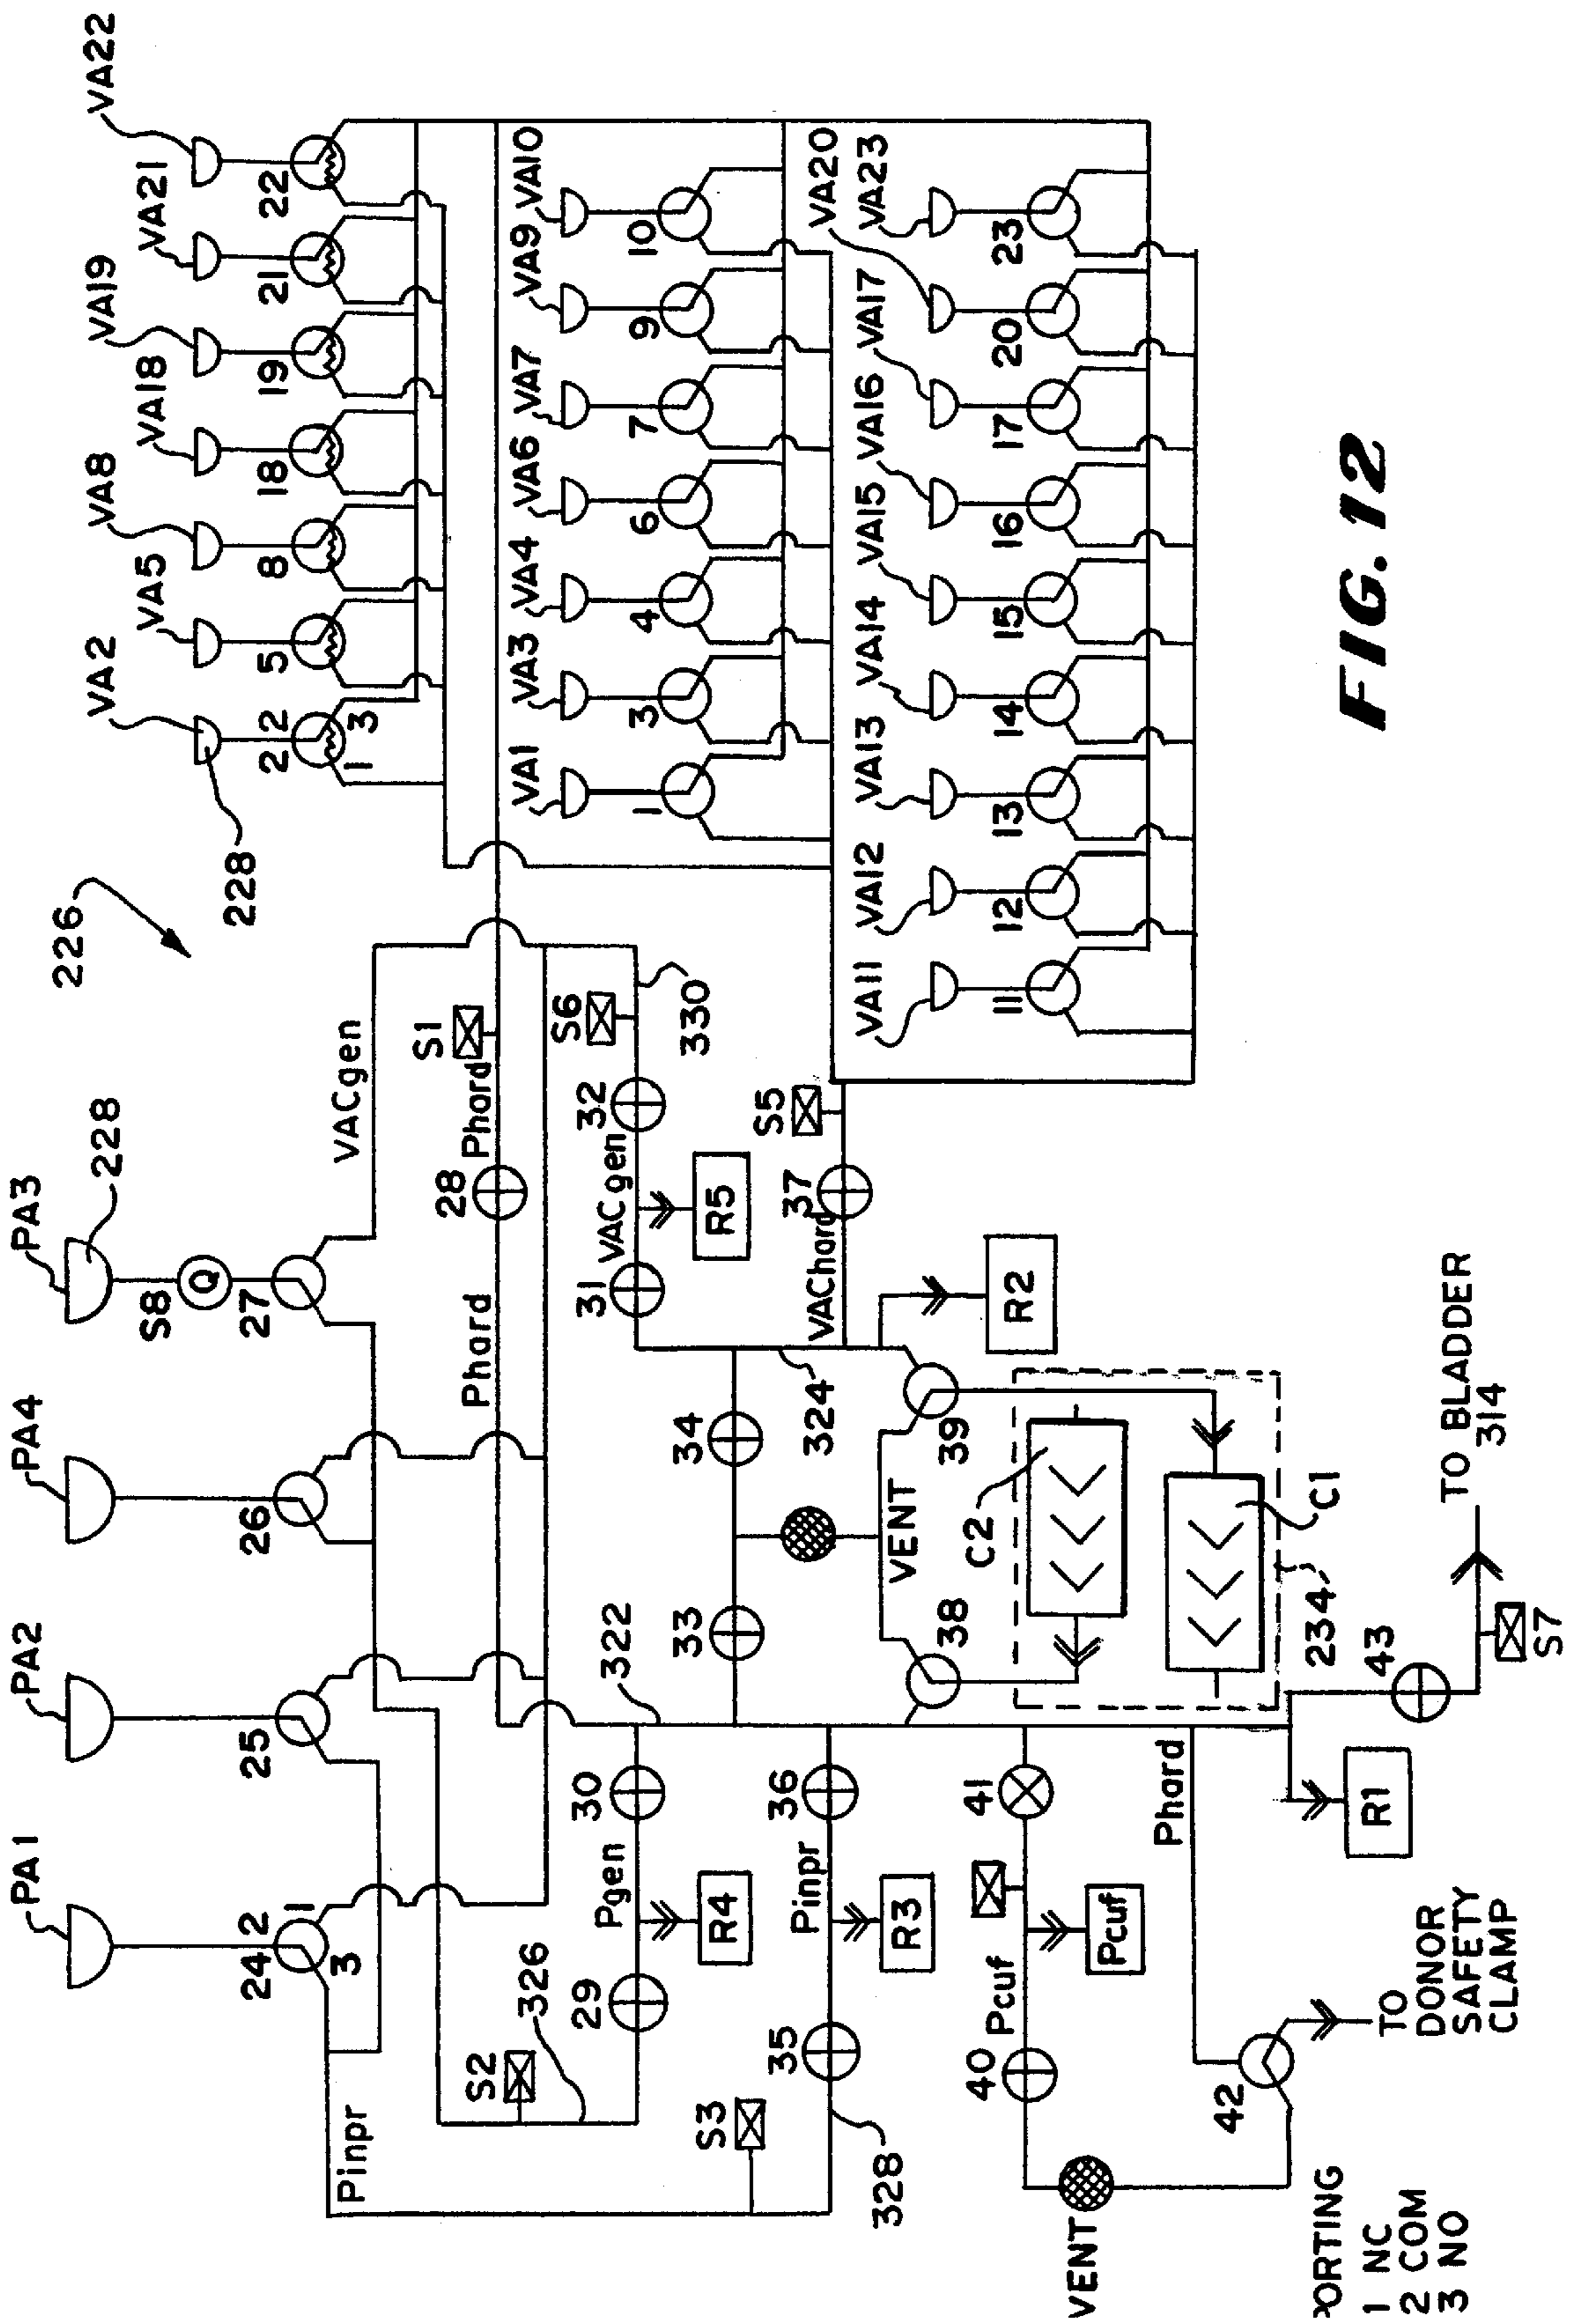 226
PA1
PA2
PA4
PA3
228
24 2 1
3
25
26
S8
Q
27
VACgen
Pinpr
S2
326
S3
328
29
Pgen
30
R4
322
Phard
28
Phard
S1
31
VACgen
32
S6
R5
330
35
Pinpr
36
R3
33
34
324
VAChard
37
S5
R2
VENT
38
39
C2
C1
234
40
Pcuf
41
Pcuf
VENT
42
Phard
TO
DONOR
SAFETY
CLAMP
R1
43
S7
TO BLADDER
314
VA2
VA5
VA8
VA18
VA19
VA21
VA22
228
2 2
1 3
5
8
18
19
21
22
VA1
VA3
VA4
VA6
VA7
VA9
VA10
1
3
4
6
7
9
10
VA11
VA12
VA13
VA14
VA15
VA16
VA17
VA20
VA23
11
12
13
14
15
16
17
20
23
PORTING
1 NC
2 COM
3 NO
FIG. 12